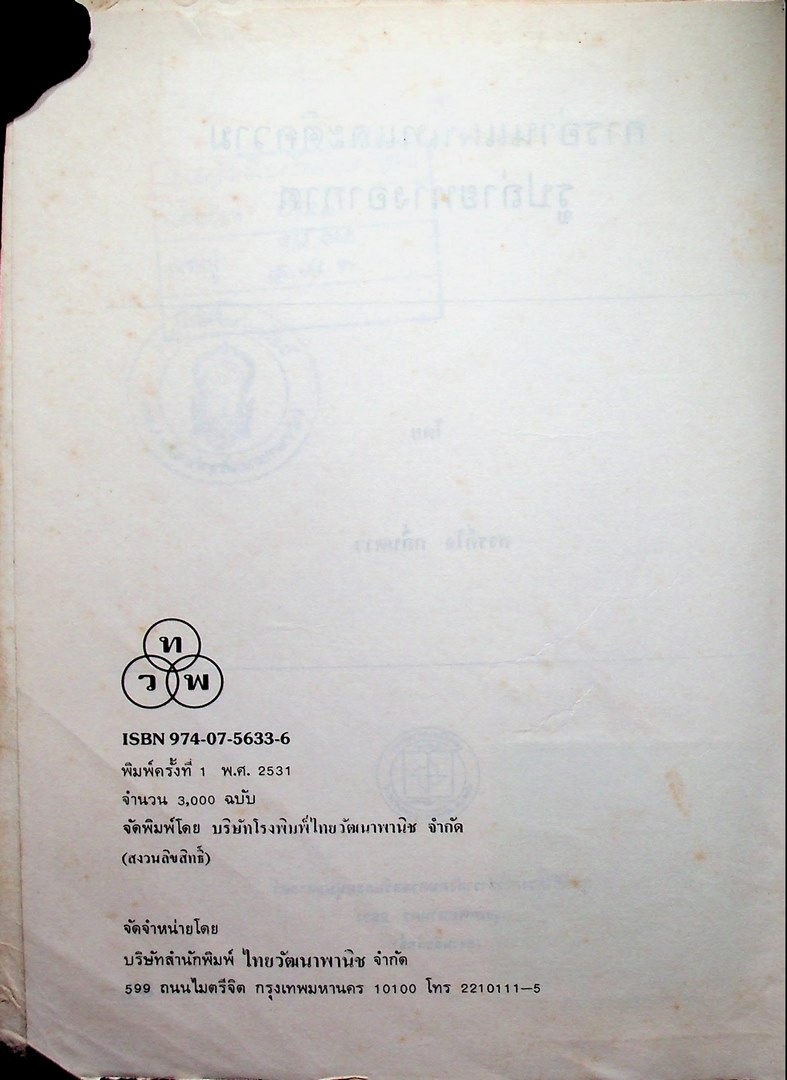 ท
ว พ
ISBN 974-07-5633-6
พิมพ์ครั้งที่ 1 พ.ศ. 2531
จำนวน 3,000 ฉบับ
จัดพิมพ์โดย บริษัทโรงพิมพ์ไทยวัฒนาพานิช จำกัด
(สงวนลิขสิทธิ์)
จัดจำหน่ายโดย
บริษัทสำนักพิมพ์ ไทยวัฒนาพานิช จำกัด
599 ถนนไมตรีจิต กรุงเทพมหานคร 10100 โทร 2210111–5